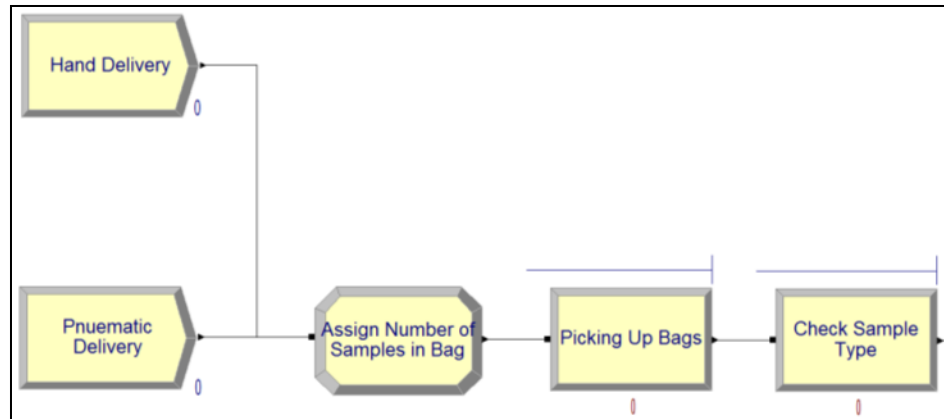 Hand Delivery
0
Pnuematic
Delivery
0
Assign Number of
Samples in Bag
Picking Up Bags
0
Check Sample
Type
0